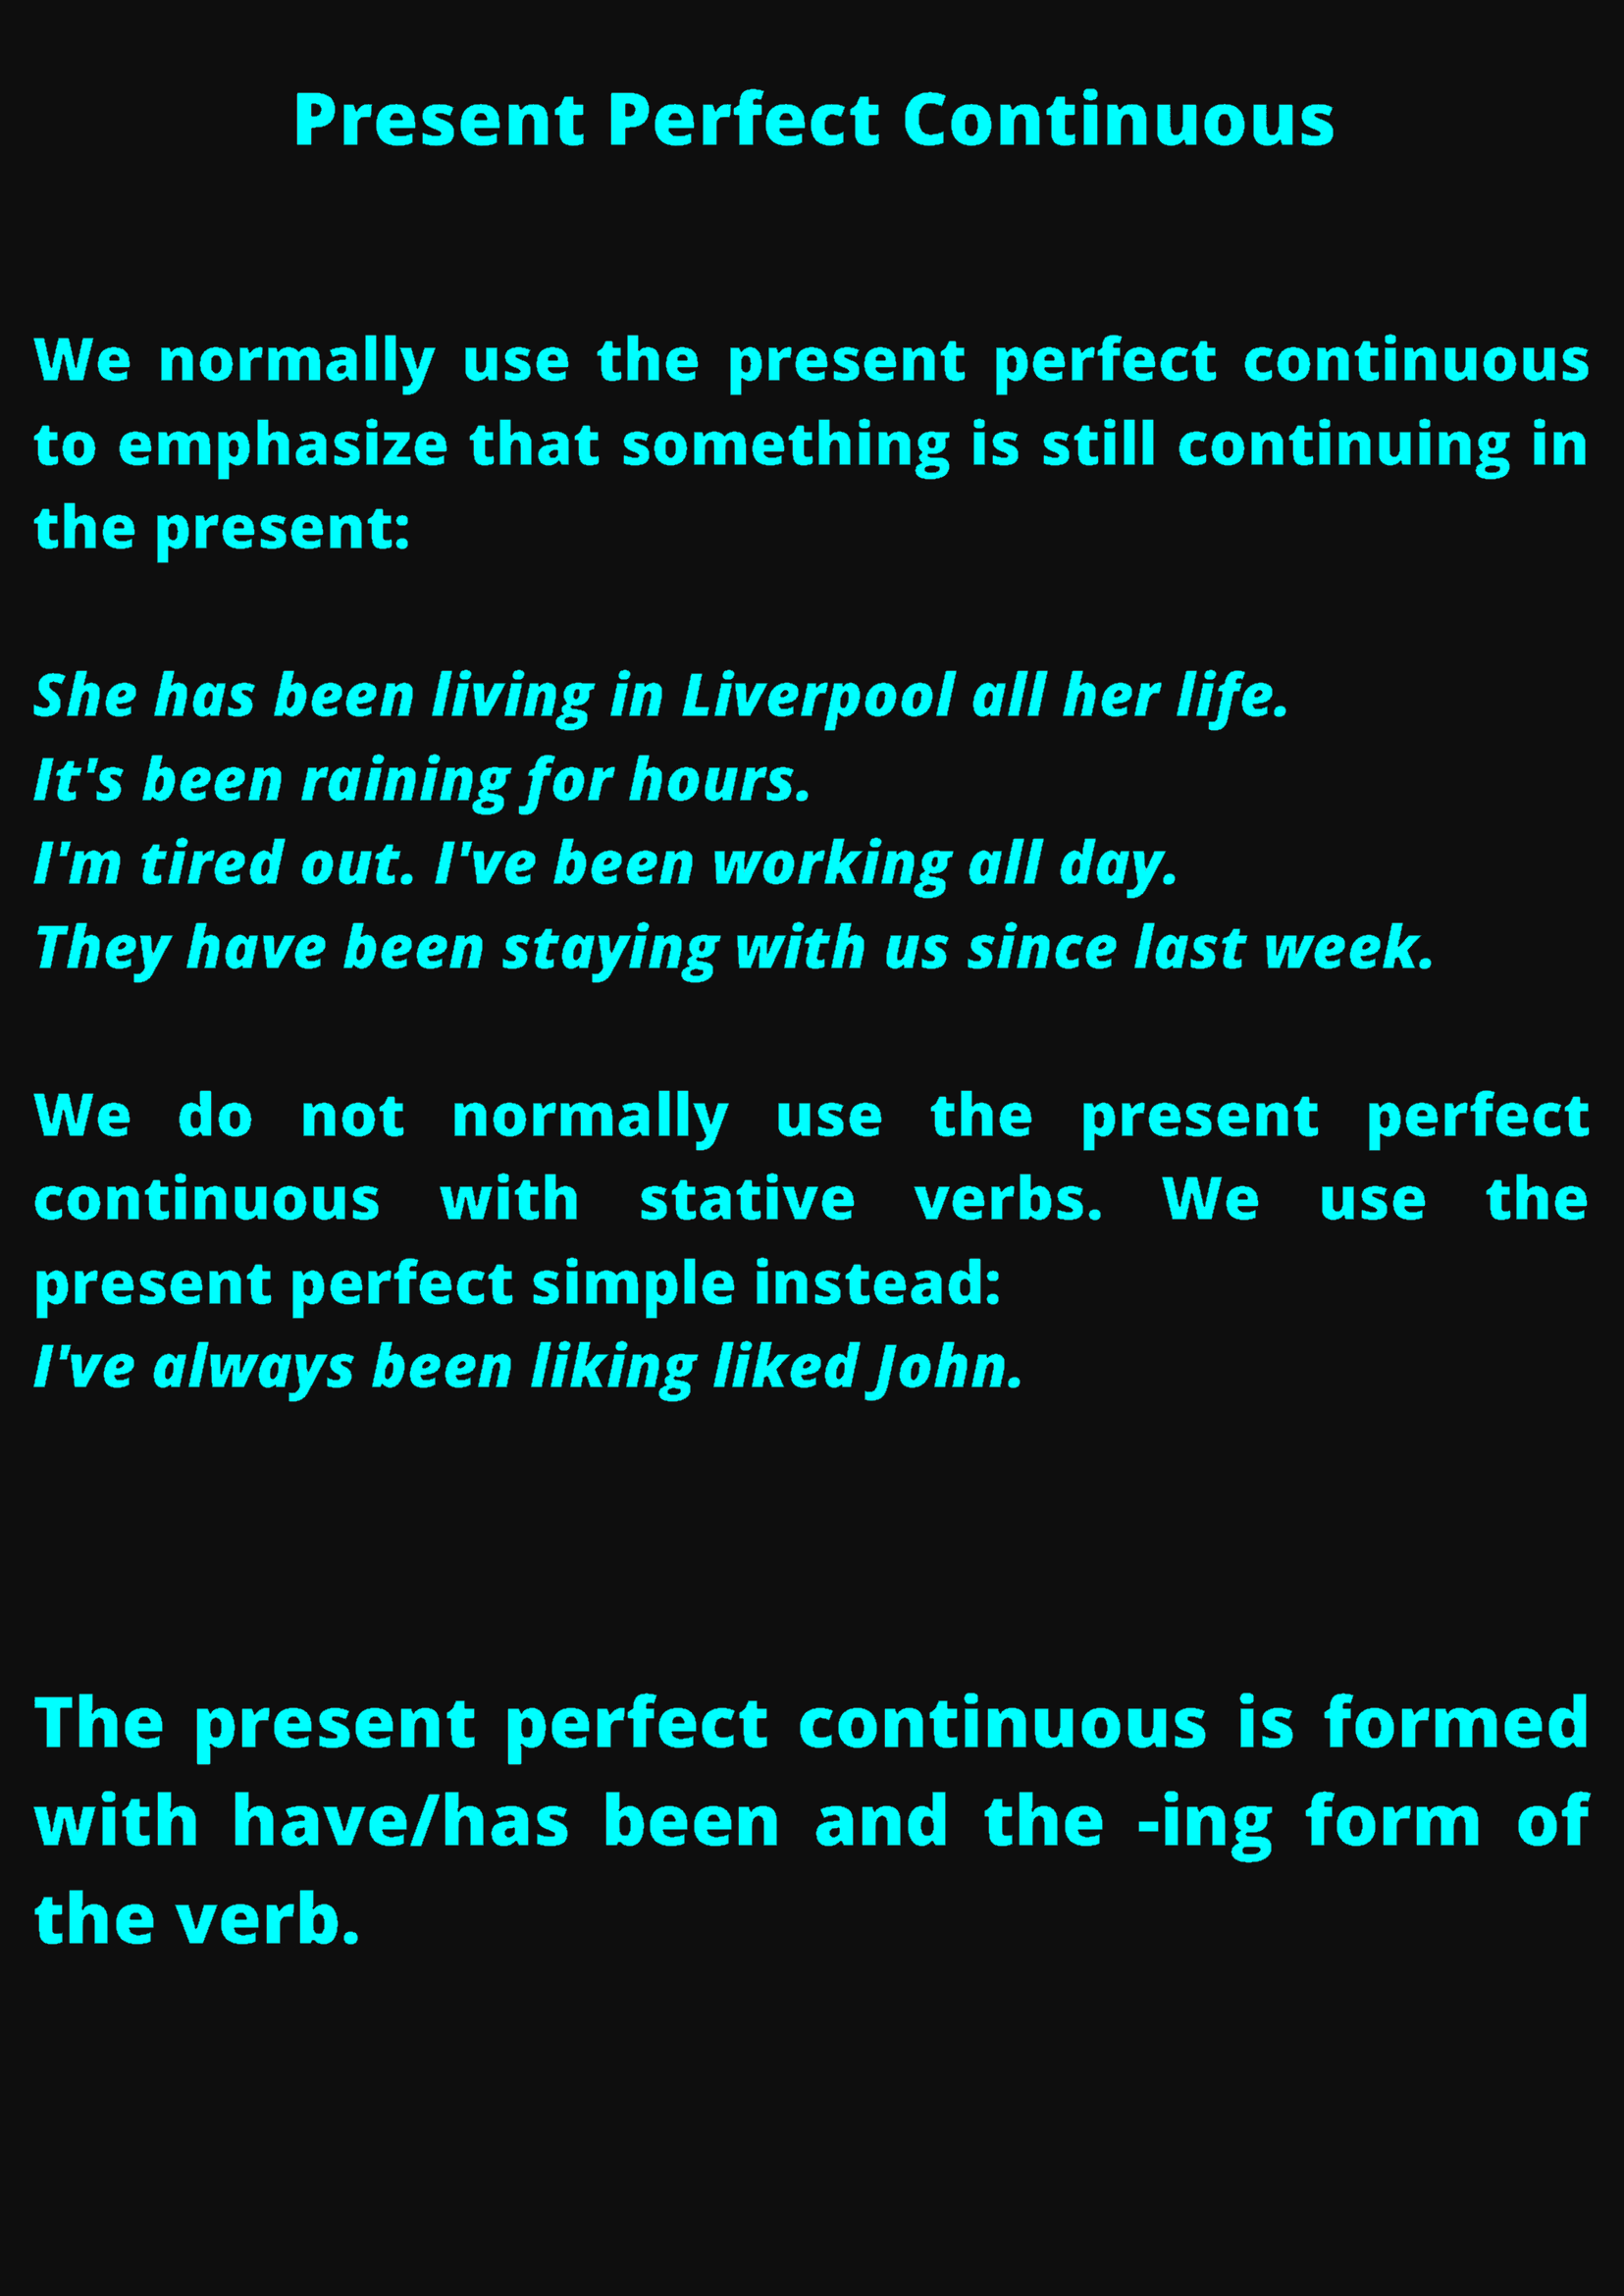 Present Perfect Continuous
We normally use the present perfect continuous
to emphasize that something is still continuing in
the present:
She has been living in Liverpool all her life.
It's been raining for hours.
I'm tired out. I've been working all day.
They have been staying with us since last week.
We do not normally use the present perfect
continuous with stative verbs. We use the
present perfect simple instead:
I've always been liking liked John.
The present perfect continuous is formed
with have/has been and the -ing form of
the verb.